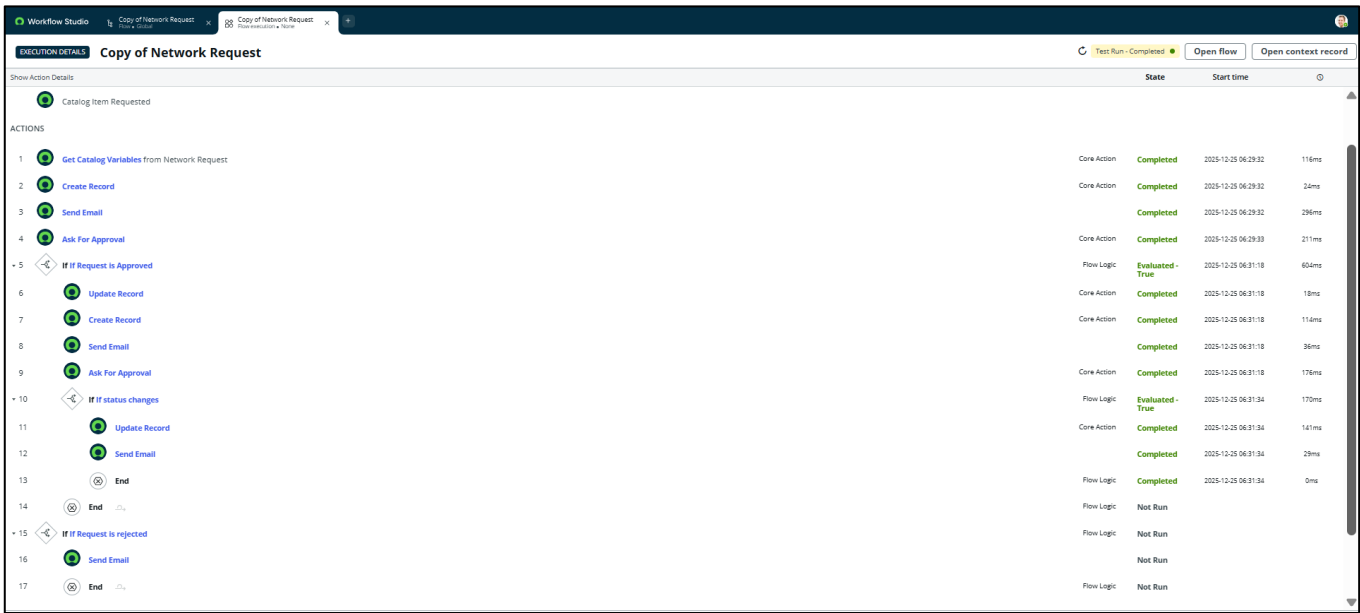 Workflow Studio
Copy of Network Request
Flow • Global
Copy of Network Request
Flow execution • None
EXECUTION DETAILS Copy of Network Request
Test Run - Completed Open flow Open context record
Show Action Details State Start time
Catalog Item Requested
ACTIONS
1 Get Catalog Variables from Network Request Core Action Completed 2025-12-25 06:29:32 116ms
2 Create Record Core Action Completed 2025-12-25 06:29:32 24ms
3 Send Email Completed 2025-12-25 06:29:32 296ms
4 Ask For Approval Core Action Completed 2025-12-25 06:29:33 211ms
5 If If Request is Approved Flow Logic Evaluated - True 2025-12-25 06:31:18 604ms
6 Update Record Core Action Completed 2025-12-25 06:31:18 18ms
7 Create Record Core Action Completed 2025-12-25 06:31:18 114ms
8 Send Email Completed 2025-12-25 06:31:18 36ms
9 Ask For Approval Core Action Completed 2025-12-25 06:31:18 176ms
10 If If status changes Flow Logic Evaluated - True 2025-12-25 06:31:34 170ms
11 Update Record Core Action Completed 2025-12-25 06:31:34 141ms
12 Send Email Completed 2025-12-25 06:31:34 29ms
13 End Flow Logic Completed 2025-12-25 06:31:34 0ms
14 End Flow Logic Not Run
15 If If Request is rejected Flow Logic Not Run
16 Send Email Not Run
17 End Flow Logic Not Run